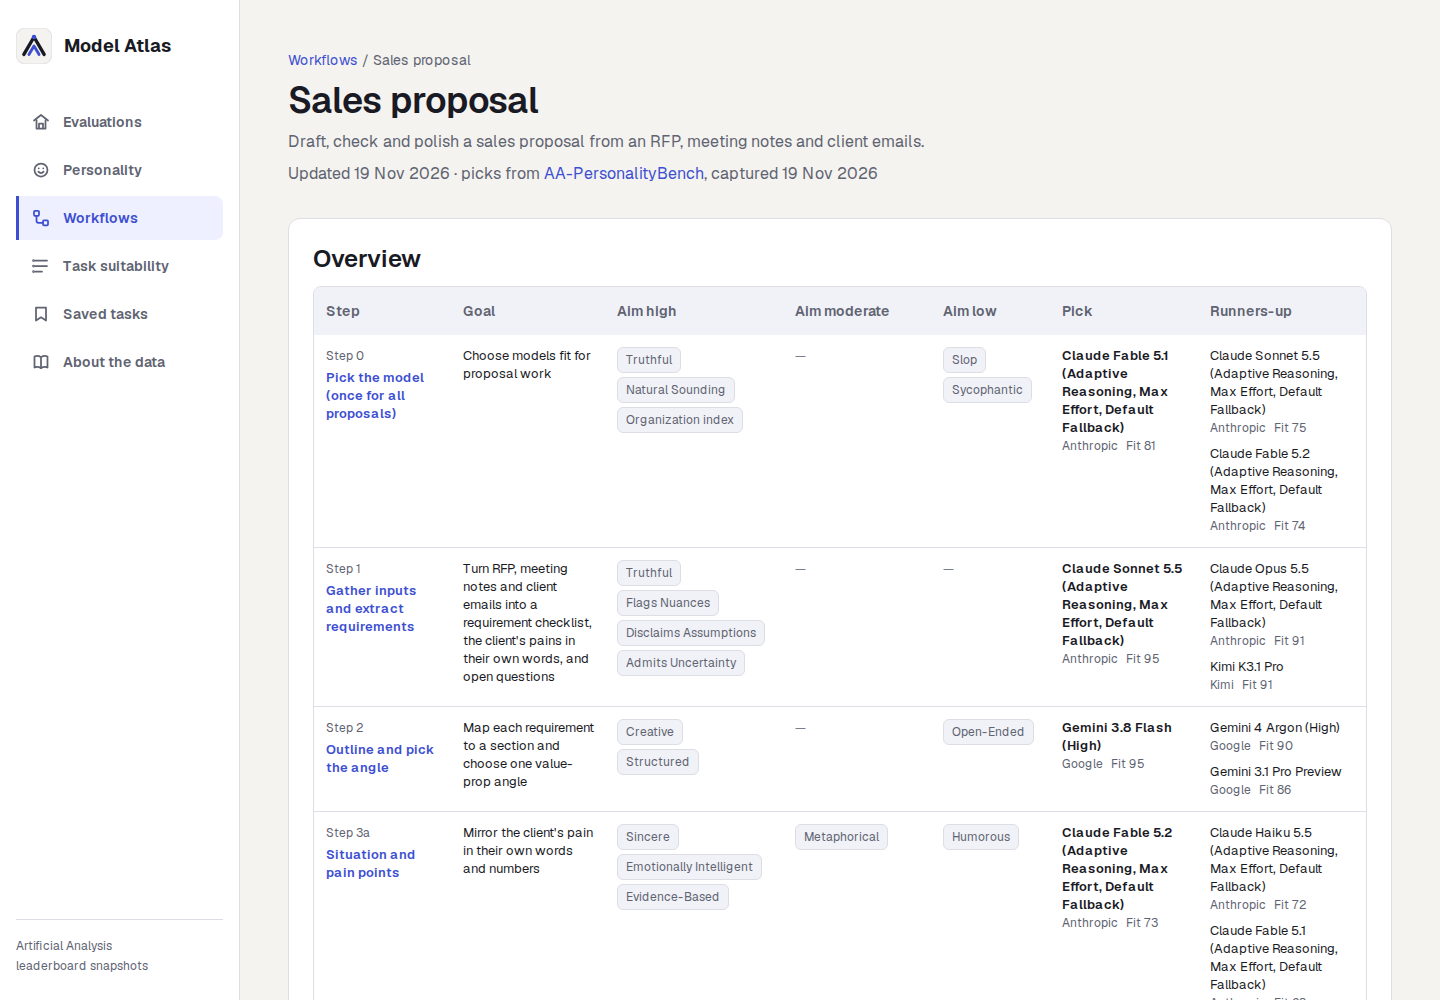 Model Atlas
Evaluations
Personality
Workflows
Task suitability
Saved tasks
About the data
Artificial Analysis
leaderboard snapshots
Workflows / Sales proposal
Sales proposal
Draft, check and polish a sales proposal from an RFP, meeting notes and client emails.
Updated 19 Nov 2026 · picks from AA-PersonalityBench, captured 19 Nov 2026
Overview
Step
Goal
Aim high
Aim moderate
Aim low
Pick
Runners-up
Step 0
Pick the model
(once for all
proposals)
Choose models fit for
proposal work
Truthful
Natural Sounding
Organization index
—
Slop
Sycophantic
Claude Fable 5.1
(Adaptive
Reasoning, Max
Effort, Default
Fallback)
Anthropic Fit 81
Claude Sonnet 5.5
(Adaptive Reasoning,
Max Effort, Default
Fallback)
Anthropic Fit 75
Claude Fable 5.2
(Adaptive Reasoning,
Max Effort, Default
Fallback)
Anthropic Fit 74
Step 1
Gather inputs
and extract
requirements
Turn RFP, meeting
notes and client
emails into a
requirement checklist,
the client's pains in
their own words, and
open questions
Truthful
Flags Nuances
Disclaims Assumptions
Admits Uncertainty
—
—
Claude Sonnet 5.5
(Adaptive
Reasoning, Max
Effort, Default
Fallback)
Anthropic Fit 95
Claude Opus 5.5
(Adaptive Reasoning,
Max Effort, Default
Fallback)
Anthropic Fit 91
Kimi K3.1 Pro
Kimi Fit 91
Step 2
Outline and pick
the angle
Map each requirement
to a section and
choose one value-
prop angle
Creative
Structured
—
Open-Ended
Gemini 3.8 Flash
(High)
Google Fit 95
Gemini 4 Argon (High)
Google Fit 90
Gemini 3.1 Pro Preview
Google Fit 86
Step 3a
Situation and
pain points
Mirror the client's pain
in their own words
and numbers
Sincere
Emotionally Intelligent
Evidence-Based
Metaphorical
Humorous
Claude Fable 5.2
(Adaptive
Reasoning, Max
Effort, Default
Fallback)
Anthropic Fit 73
Claude Haiku 5.5
(Adaptive Reasoning,
Max Effort, Default
Fallback)
Anthropic Fit 72
Claude Fable 5.1
(Adaptive Reasoning,
Max Effort, Default
Fallback)